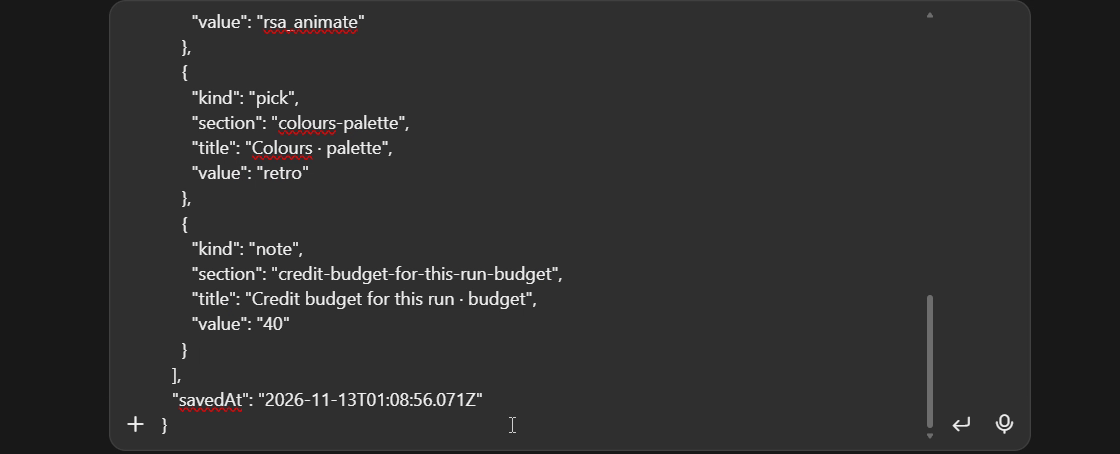 "value": "rsa_animate"
},
{
"kind": "pick",
"section": "colours-palette",
"title": "Colours · palette",
"value": "retro"
},
{
"kind": "note",
"section": "credit-budget-for-this-run-budget",
"title": "Credit budget for this run · budget",
"value": "40"
}
],
"savedAt": "2026-11-13T01:08:56.071Z"
}